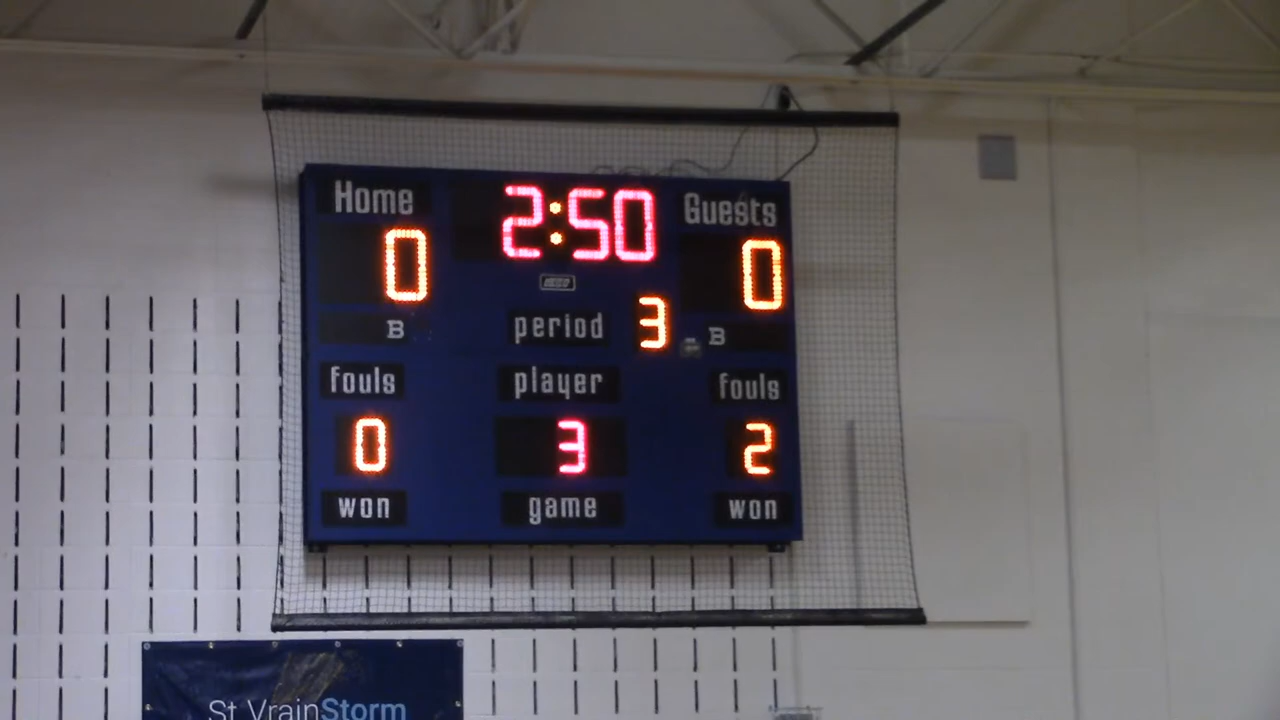 Home 2:50 Guests
0 0
B period 3 B
fouls player fouls
0 3 2
won game won
St VrainStorm